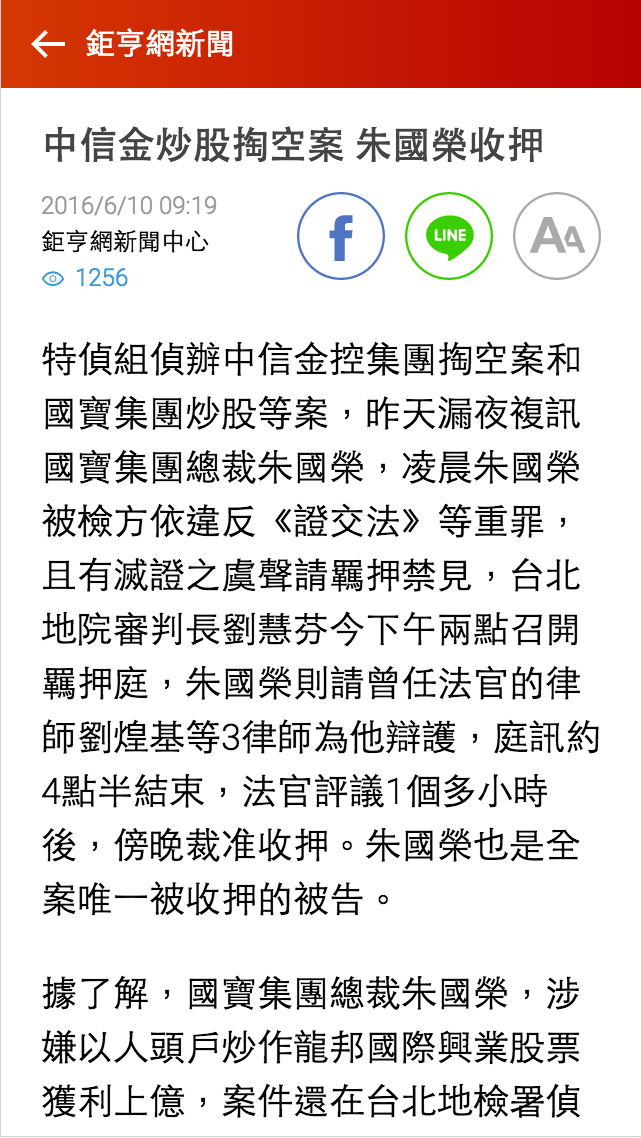 鉅亨網新聞
中信金炒股掏空案 朱國榮收押
2016/6/10 09:19
鉅亨網新聞中心
1256
f
LINE
AA
特偵組偵辦中信金控集團掏空案和
國寶集團炒股等案，昨天漏夜複訊
國寶集團總裁朱國榮，凌晨朱國榮
被檢方依違反《證交法》等重罪，
且有滅證之虞聲請羈押禁見，台北
地院審判長劉慧芬今下午兩點召開
羈押庭，朱國榮則請曾任法官的律
師劉煌基等3律師為他辯護，庭訊約
4點半結束，法官評議1個多小時
後，傍晚裁准收押。朱國榮也是全
案唯一被收押的被告。
據了解，國寶集團總裁朱國榮，涉
嫌以人頭戶炒作龍邦國際興業股票
獲利上億，案件還在台北地檢署偵